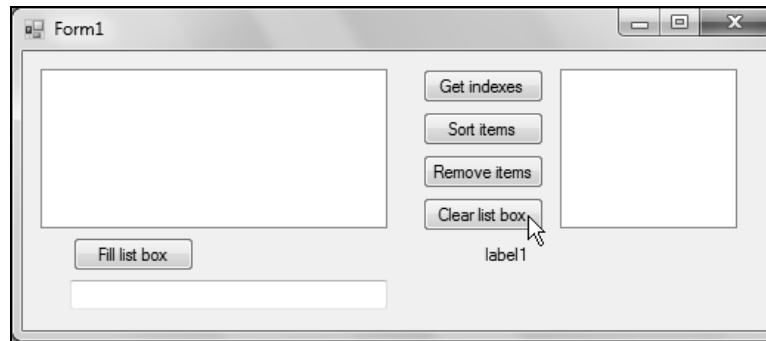 Form1
Get indexes
Sort items
Remove items
Clear list box
Fill list box
label1